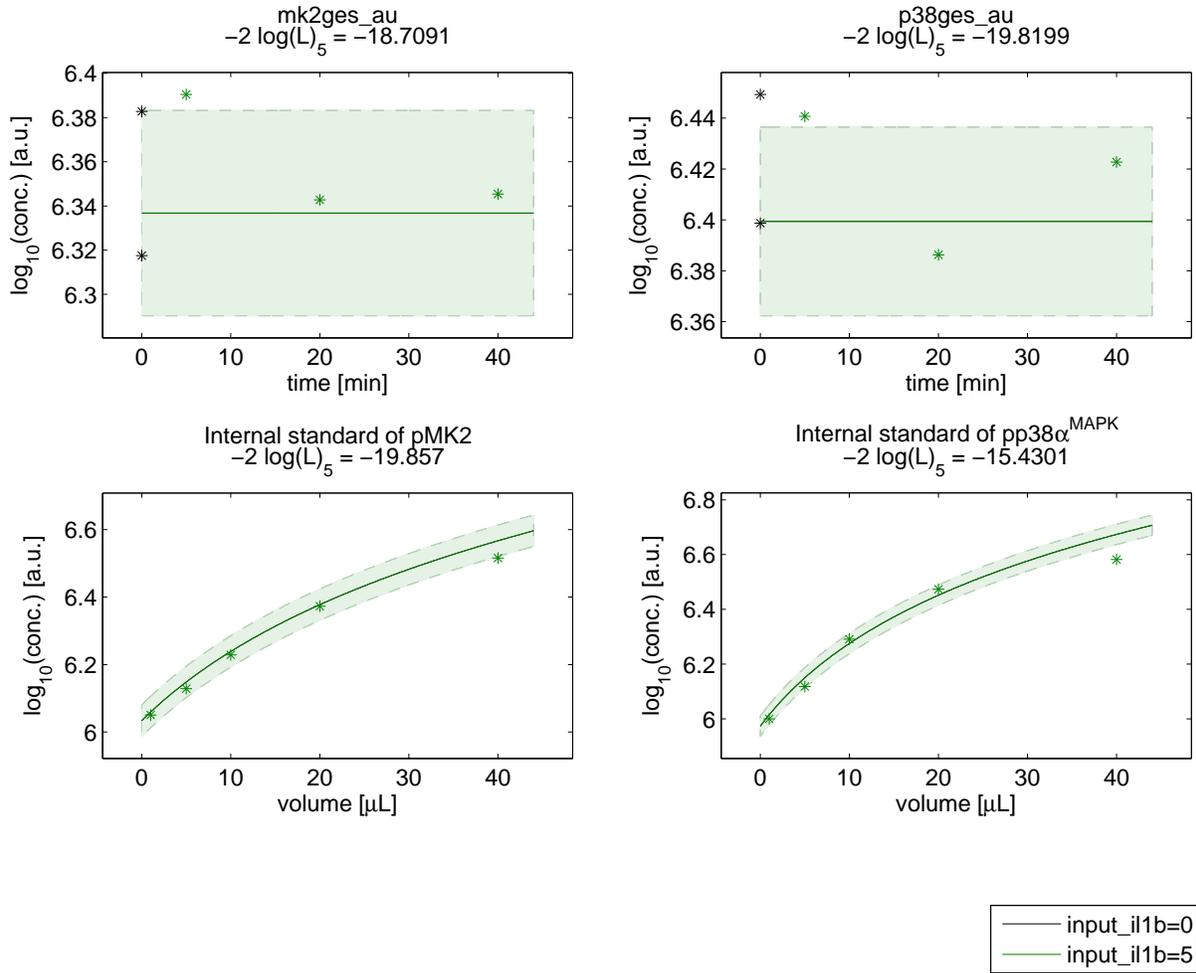 mk2ges_au
−2 log(L)5 = −18.7091
6.4
6.38
6.36
6.34
6.32
6.3
log10(conc.) [a.u.]
0 10 20 30 40
time [min]
p38ges_au
−2 log(L)5 = −19.8199
6.44
6.42
6.4
6.38
6.36
log10(conc.) [a.u.]
0 10 20 30 40
time [min]
Internal standard of pMK2
−2 log(L)5 = −19.857
6.6
6.4
6.2
6
log10(conc.) [a.u.]
0 10 20 30 40
volume [μL]
Internal standard of pp38αMAPK
−2 log(L)5 = −15.4301
6.8
6.6
6.4
6.2
6
log10(conc.) [a.u.]
0 10 20 30 40
volume [μL]
input_il1b=0
input_il1b=5